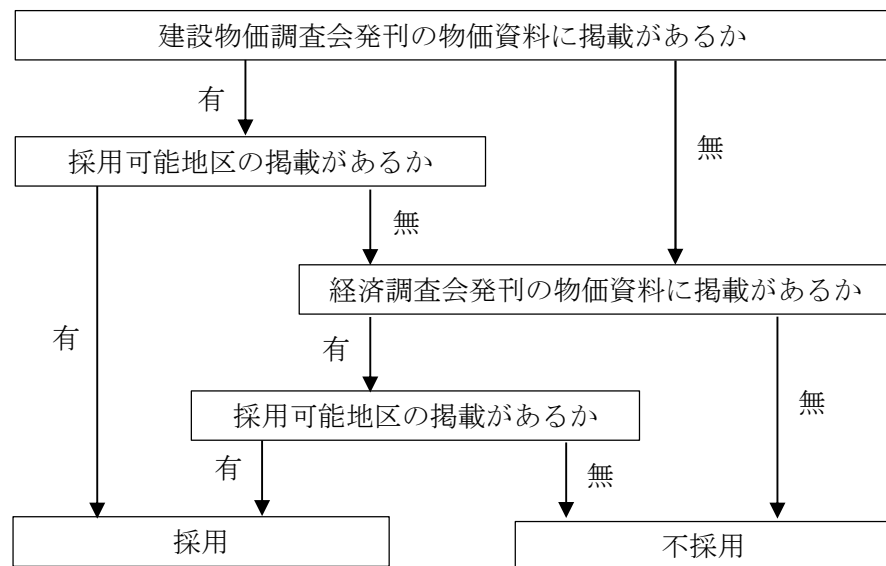 建設物価調査会発刊の物価資料に掲載があるか
有
無
採用可能地区の掲載があるか
無
経済調査会発刊の物価資料に掲載があるか
有
有
無
採用可能地区の掲載があるか
有
無
採用
不採用